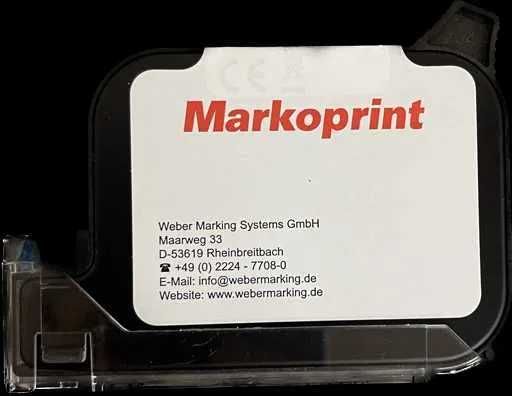 CE
Markoprint
Weber Marking Systems GmbH
Maarweg 33
D-53619 Rheinbreitbach
☎ +49 (0) 2224 - 7708-0
E-Mail: info@webermarking.de
Website: www.webermarking.de